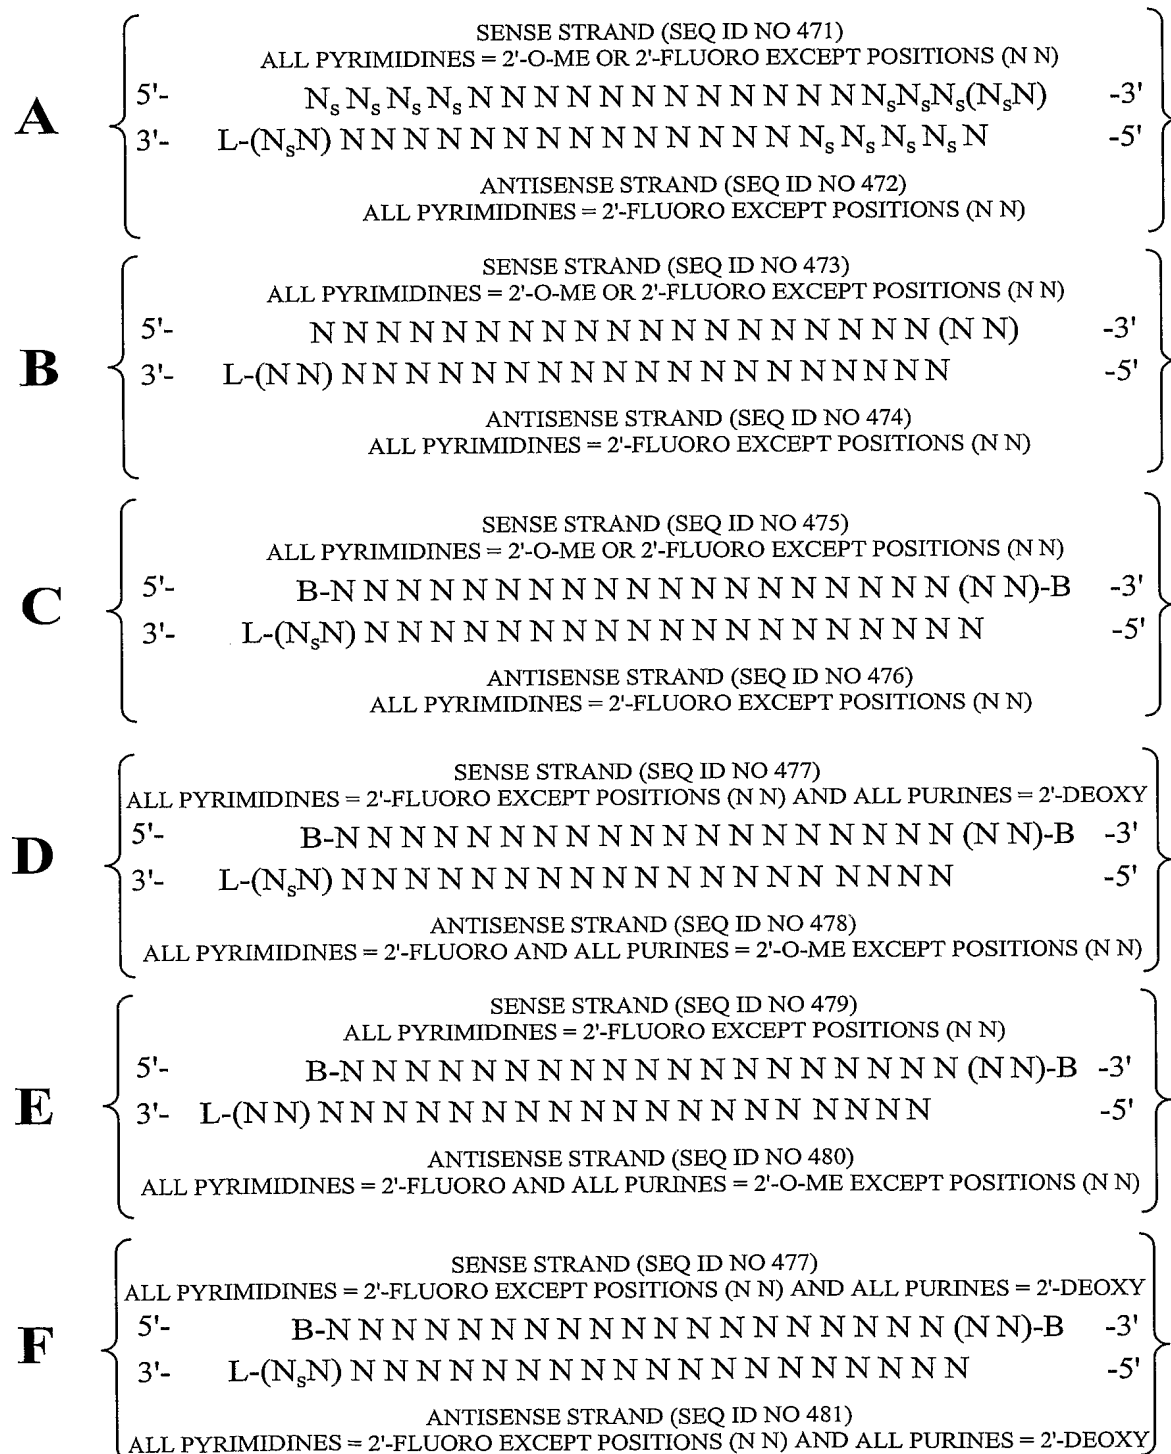 SENSE STRAND (SEQ ID NO 471)
ALL PYRIMIDINES = 2'-O-ME OR 2'-FLUORO EXCEPT POSITIONS (N N)
A
5'- NsNsNsNsN N N N N N N N N N N N NsNsNs(NsN) -3'
3'- L-(NsN) N N N N N N N N N N N N N N Ns Ns Ns Ns N -5'
ANTISENSE STRAND (SEQ ID NO 472)
ALL PYRIMIDINES = 2'-FLUORO EXCEPT POSITIONS (N N)
SENSE STRAND (SEQ ID NO 473)
ALL PYRIMIDINES = 2'-O-ME OR 2'-FLUORO EXCEPT POSITIONS (N N)
B
5'- N N N N N N N N N N N N N N N N N N N (N N) -3'
3'- L-(N N) N N N N N N N N N N N N N N N N N N N -5'
ANTISENSE STRAND (SEQ ID NO 474)
ALL PYRIMIDINES = 2'-FLUORO EXCEPT POSITIONS (N N)
SENSE STRAND (SEQ ID NO 475)
ALL PYRIMIDINES = 2'-O-ME OR 2'-FLUORO EXCEPT POSITIONS (N N)
C
5'- B-N N N N N N N N N N N N N N N N N N N (N N)-B -3'
3'- L-(NsN) N N N N N N N N N N N N N N N N N N N -5'
ANTISENSE STRAND (SEQ ID NO 476)
ALL PYRIMIDINES = 2'-FLUORO EXCEPT POSITIONS (N N)
SENSE STRAND (SEQ ID NO 477)
ALL PYRIMIDINES = 2'-FLUORO EXCEPT POSITIONS (N N) AND ALL PURINES = 2'-DEOXY
D
5'- B-N N N N N N N N N N N N N N N N N N N (N N)-B -3'
3'- L-(NsN) N N N N N N N N N N N N N N N N N N N -5'
ANTISENSE STRAND (SEQ ID NO 478)
ALL PYRIMIDINES = 2'-FLUORO AND ALL PURINES = 2'-O-ME EXCEPT POSITIONS (N N)
SENSE STRAND (SEQ ID NO 479)
ALL PYRIMIDINES = 2'-FLUORO EXCEPT POSITIONS (N N)
E
5'- B-N N N N N N N N N N N N N N N N N N N (N N)-B -3'
3'- L-(N N) N N N N N N N N N N N N N N N N N N N -5'
ANTISENSE STRAND (SEQ ID NO 480)
ALL PYRIMIDINES = 2'-FLUORO AND ALL PURINES = 2'-O-ME EXCEPT POSITIONS (N N)
SENSE STRAND (SEQ ID NO 477)
ALL PYRIMIDINES = 2'-FLUORO EXCEPT POSITIONS (N N) AND ALL PURINES = 2'-DEOXY
F
5'- B-N N N N N N N N N N N N N N N N N N N (N N)-B -3'
3'- L-(NsN) N N N N N N N N N N N N N N N N N N N -5'
ANTISENSE STRAND (SEQ ID NO 481)
ALL PYRIMIDINES = 2'-FLUORO EXCEPT POSITIONS (N N) AND ALL PURINES = 2'-DEOXY